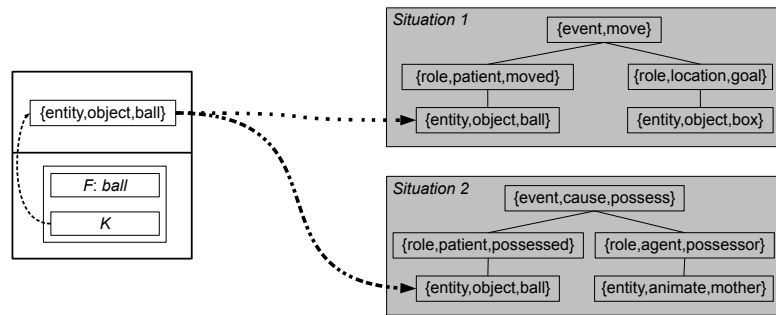 {entity,object,ball}
F: ball
K
Situation 1
{event,move}
{role,patient,moved} {role,location,goal}
{entity,object,ball} {entity,object,box}
Situation 2
{event,cause,possess}
{role,patient,possessed} {role,agent,possessor}
{entity,object,ball} {entity,animate,mother}